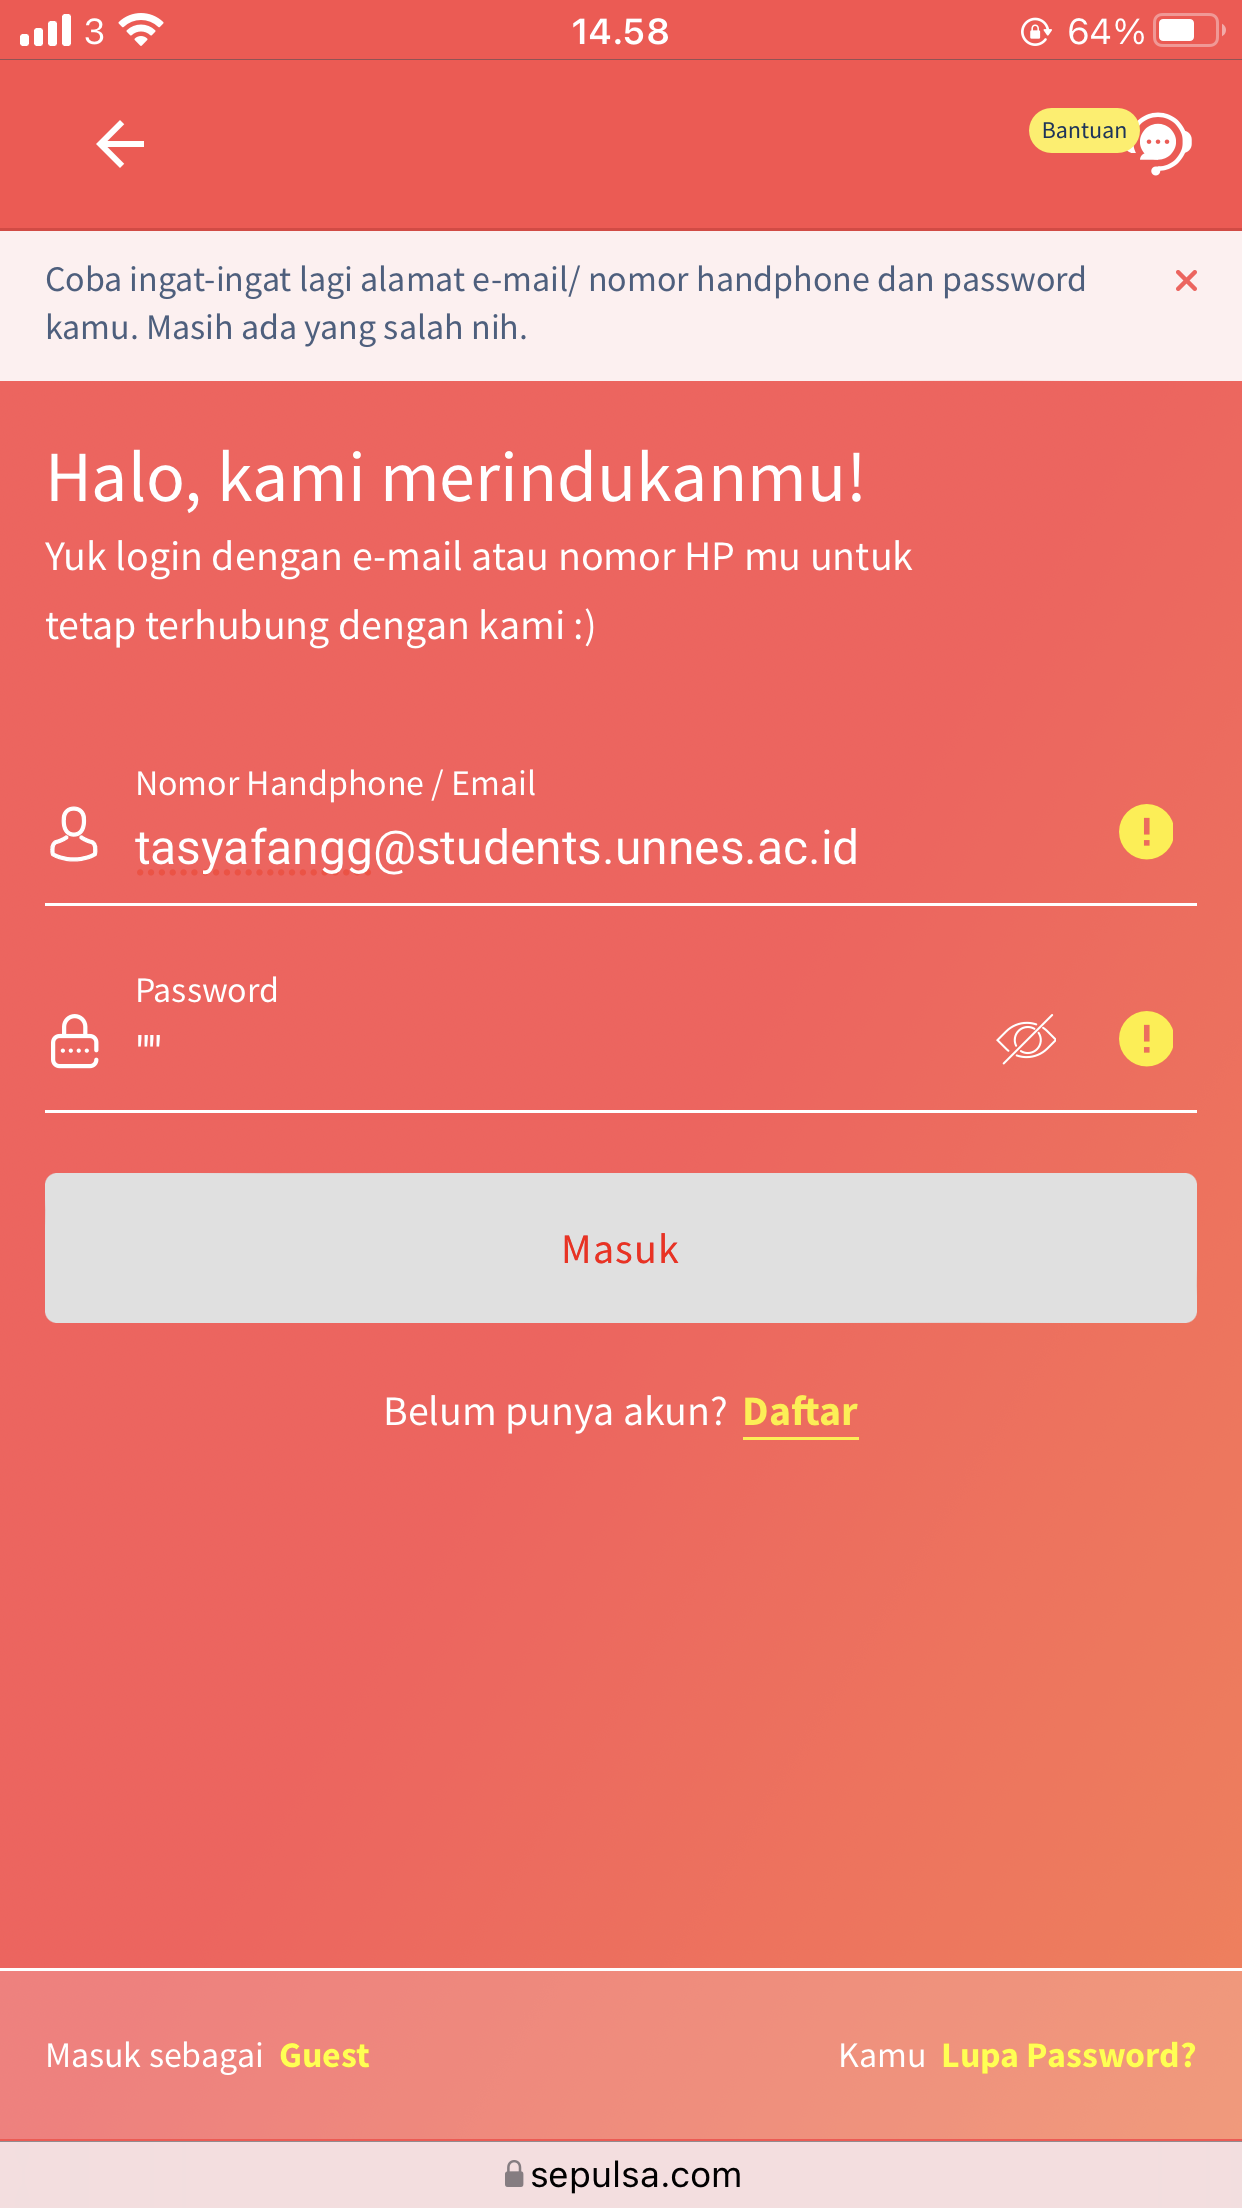 3 14.58 64%
Bantuan
Coba ingat-ingat lagi alamat e-mail/ nomor handphone dan password
kamu. Masih ada yang salah nih.
Halo, kami merindukanmu!
Yuk login dengan e-mail atau nomor HP mu untuk
tetap terhubung dengan kami :)
Nomor Handphone / Email
tasyafangg@students.unnes.ac.id
Password
""
Masuk
Belum punya akun? Daftar
Masuk sebagai Guest
Kamu Lupa Password?
sepulsa.com